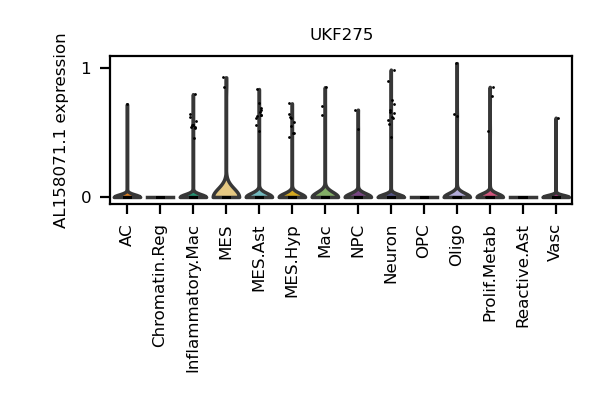 UKF275
AL158071.1 expression
1
0
AC
Chromatin.Reg
Inflammatory.Mac
MES
MES.Ast
MES.Hyp
Mac
NPC
Neuron
OPC
Oligo
Prolif.Metab
Reactive.Ast
Vasc